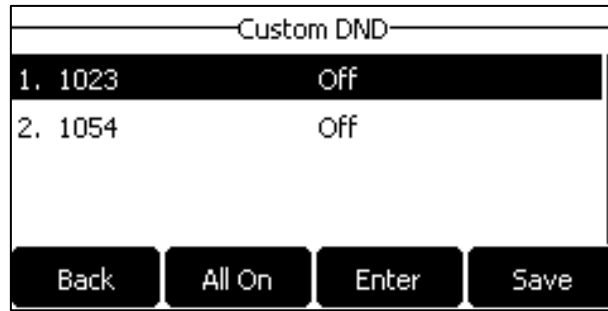 Custom DND
1. 1023 Off
2. 1054 Off
Back All On Enter Save